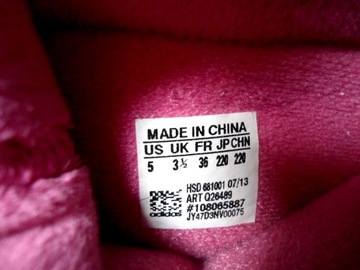 MADE IN CHINA
US UK FR JP CHN
5 3½ 36 220 220
HSD 681001 07/13
ART Q26489
#108065887
JY47D3NV00075
adidas